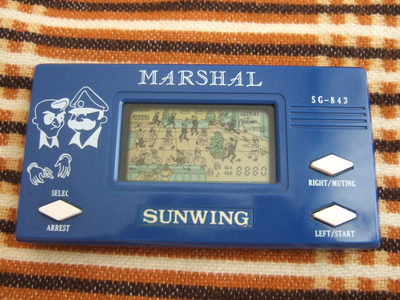 MARSHAL
SG-843
SELEC
ARREST
RIGHT/MUTING
LEFT/START
SUNWING